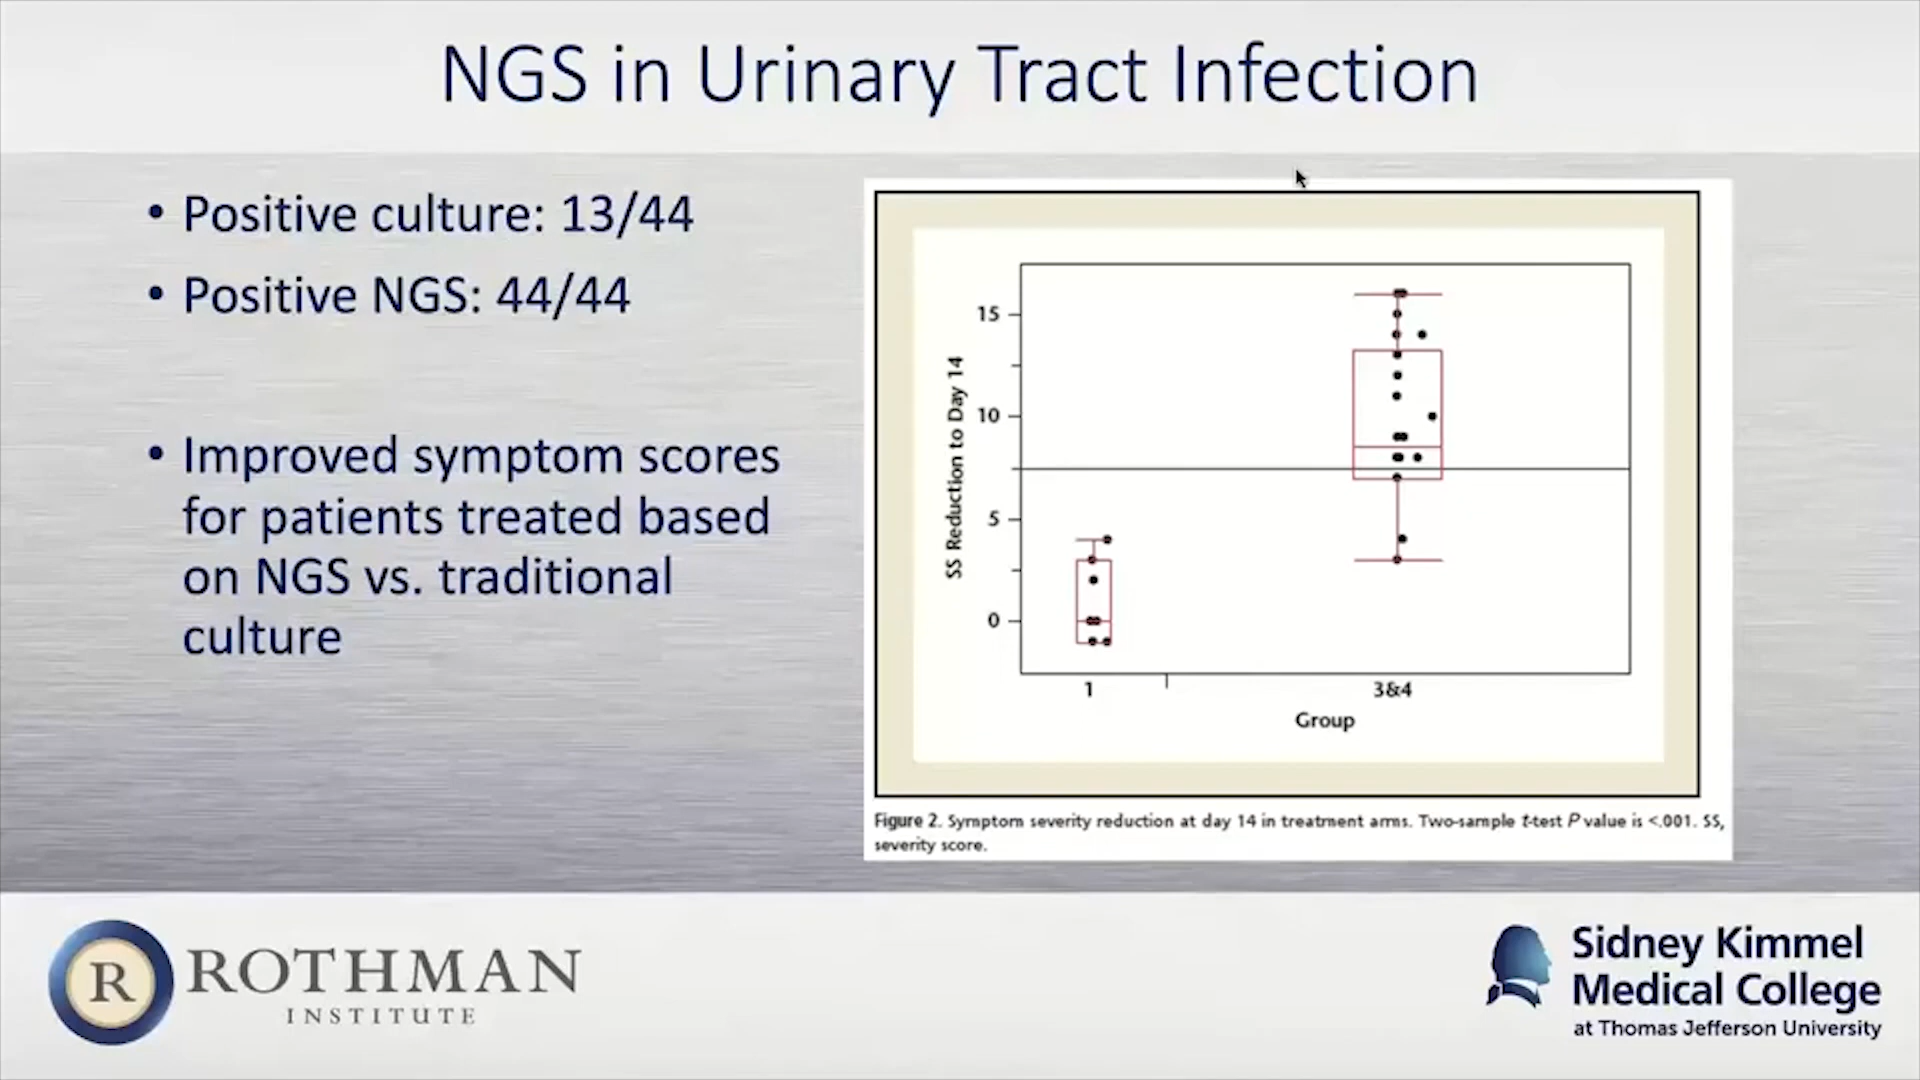 NGS in Urinary Tract Infection
• Positive culture: 13/44
• Positive NGS: 44/44
• Improved symptom scores
for patients treated based
on NGS vs. traditional
culture
SS Reduction to Day 14
15
10
5
0
1
3&4
Group
Figure 2. Symptom severity reduction at day 14 in treatment arms. Two-sample t-test P value is <.001. SS,
severity score.
R
ROTHMAN
INSTITUTE
Sidney Kimmel
Medical College
at Thomas Jefferson University